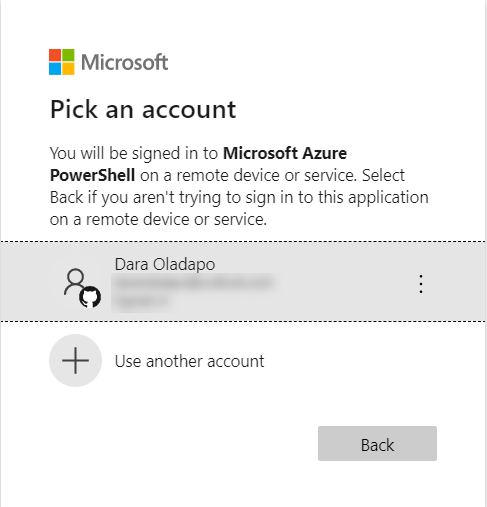 Microsoft
Pick an account
You will be signed in to Microsoft Azure
PowerShell on a remote device or service. Select
Back if you aren't trying to sign in to this application
on a remote device or service.
Dara Oladapo
Use another account
Back